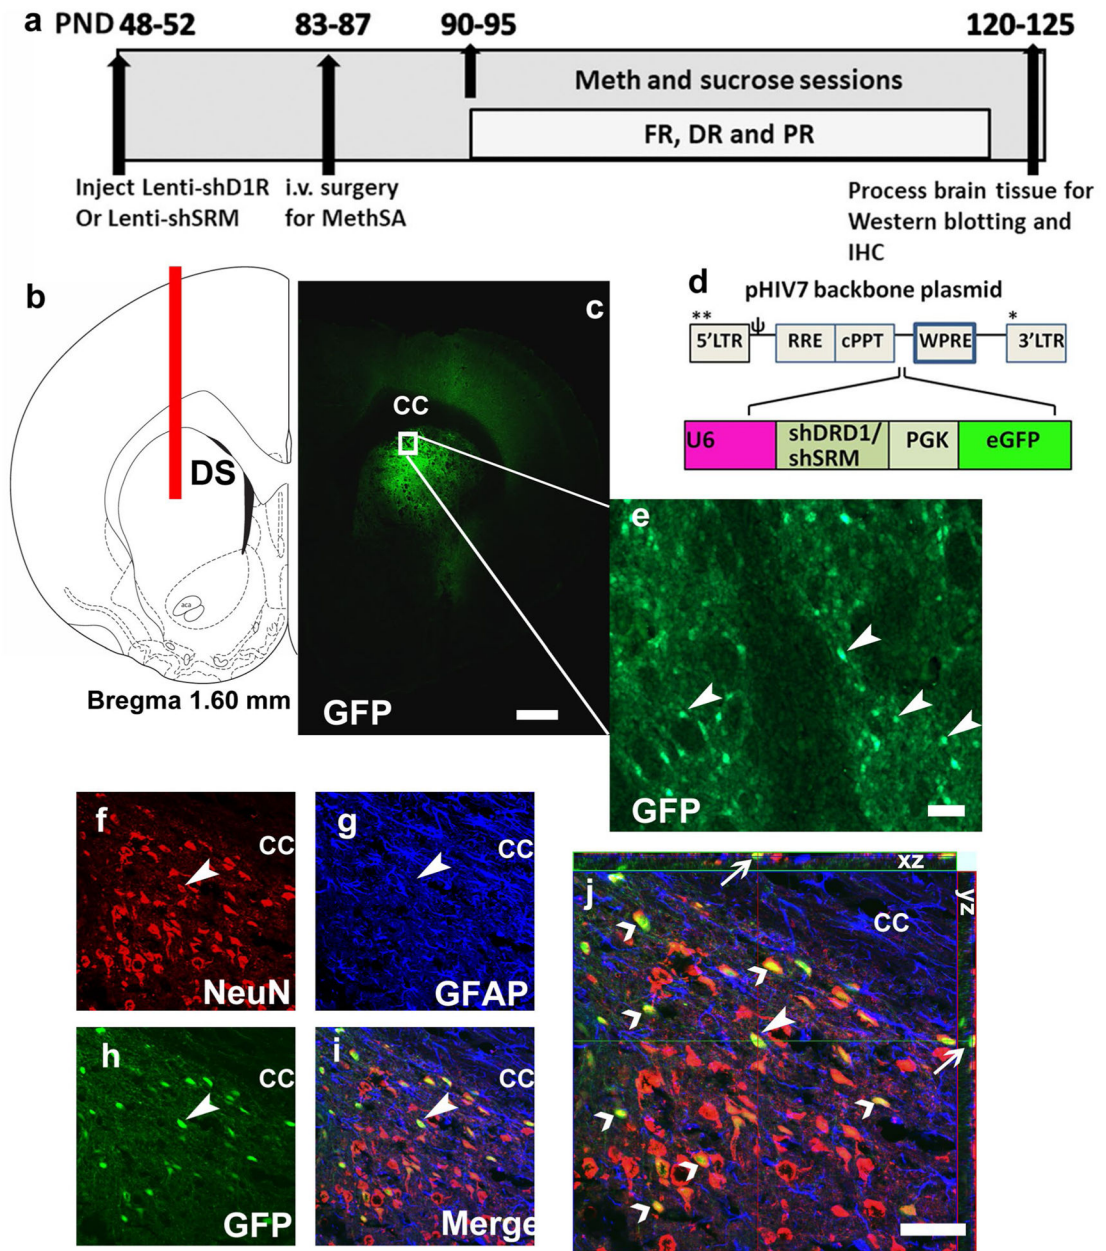 a PND 48-52 83-87 90-95 120-125
Meth and sucrose sessions
FR, DR and PR
Inject Lenti-shD1R
Or Lenti-shSRM
i.v. surgery
for MethSA
Process brain tissue for
Western blotting and
IHC
b
DS
aca
Bregma 1.60 mm
c
CC
GFP
d
pHIV7 backbone plasmid
** ψ *
5'LTR RRE cPPT WPRE 3'LTR
U6 shDRD1/
shSRM PGK eGFP
e
GFP
f
CC
NeuN
g
CC
GFAP
h
CC
GFP
i
CC
Merge
j
xz
yz
CC